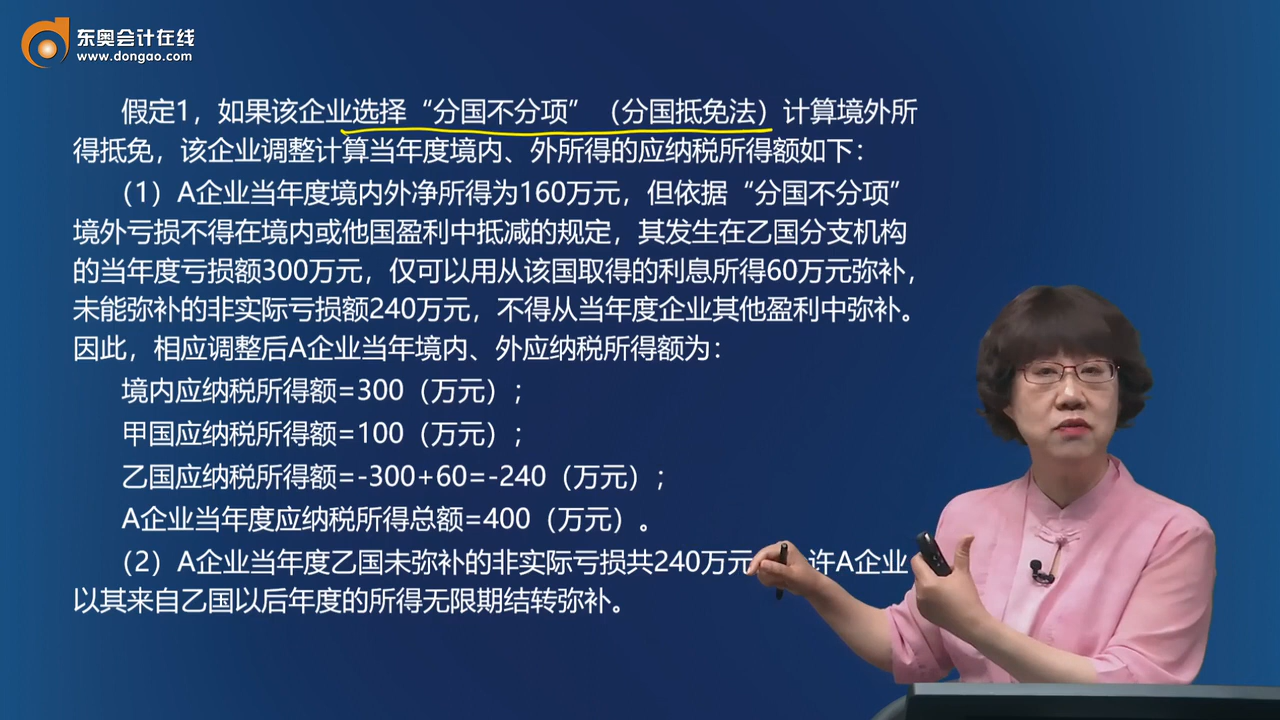 东奥会计在线
www.dongao.com
假定1，如果该企业选择“分国不分项”（分国抵免法）计算境外所
得抵免，该企业调整计算当年度境内、外所得的应纳税所得额如下：
（1）A企业当年度境内外净所得为160万元，但依据“分国不分项”
境外亏损不得在境内或他国盈利中抵减的规定，其发生在乙国分支机构
的当年度亏损额300万元，仅可以用从该国取得的利息所得60万元弥补，
未能弥补的非实际亏损额240万元，不得从当年度企业其他盈利中弥补。
因此，相应调整后A企业当年境内、外应纳税所得额为：
境内应纳税所得额=300（万元）；
甲国应纳税所得额=100（万元）；
乙国应纳税所得额=-300+60=-240（万元）；
A企业当年度应纳税所得总额=400（万元）。
（2）A企业当年度乙国未弥补的非实际亏损共240万元 许A企业
以其来自乙国以后年度的所得无限期结转弥补。